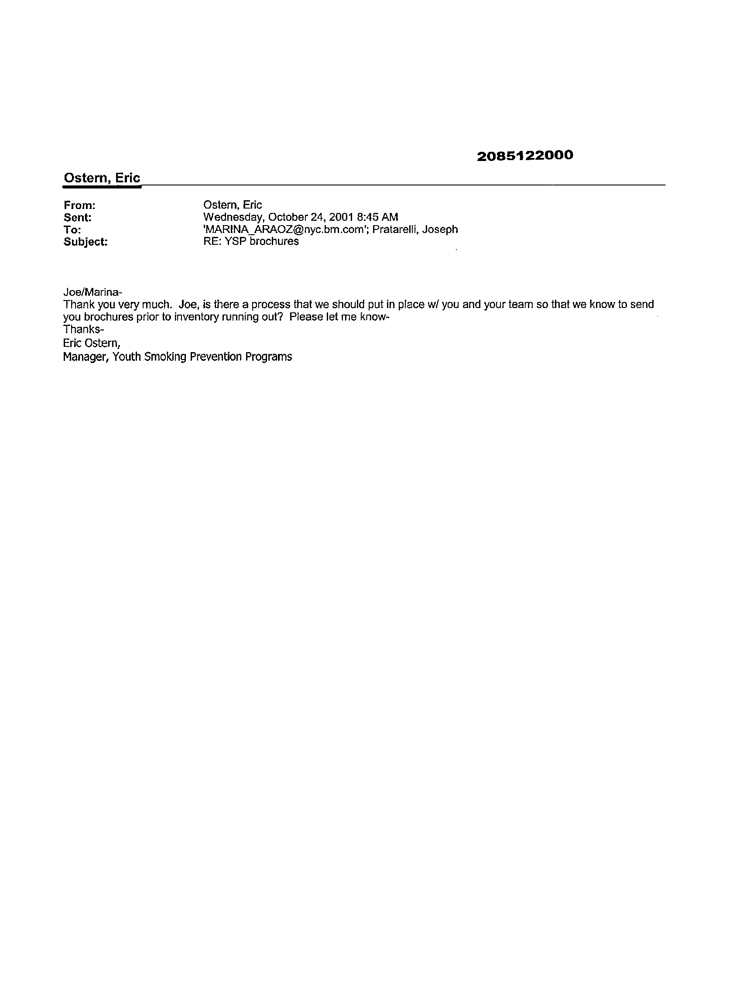 2085122000
Ostern, Eric
From: Ostern, Eric
Sent: Wednesday, October 24, 2001 8:45 AM
To: 'MARINA_ARAOZ@nyc.bm.com'; Pratarelli, Joseph
Subject: RE: YSP brochures
Joe/Marina-
Thank you very much.  Joe, is there a process that we should put in place w/ you and your team so that we know to send
you brochures prior to inventory running out?  Please let me know-
Thanks-
Eric Ostern,
Manager, Youth Smoking Prevention Programs